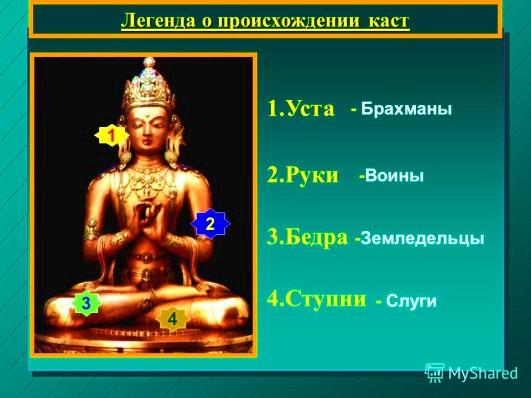 Легенда о происхождении каст
1.Уста - Брахманы
2.Руки -Воины
3.Бедра -Земледельцы
4.Ступни - Слуги
1
2
3
4
MyShared